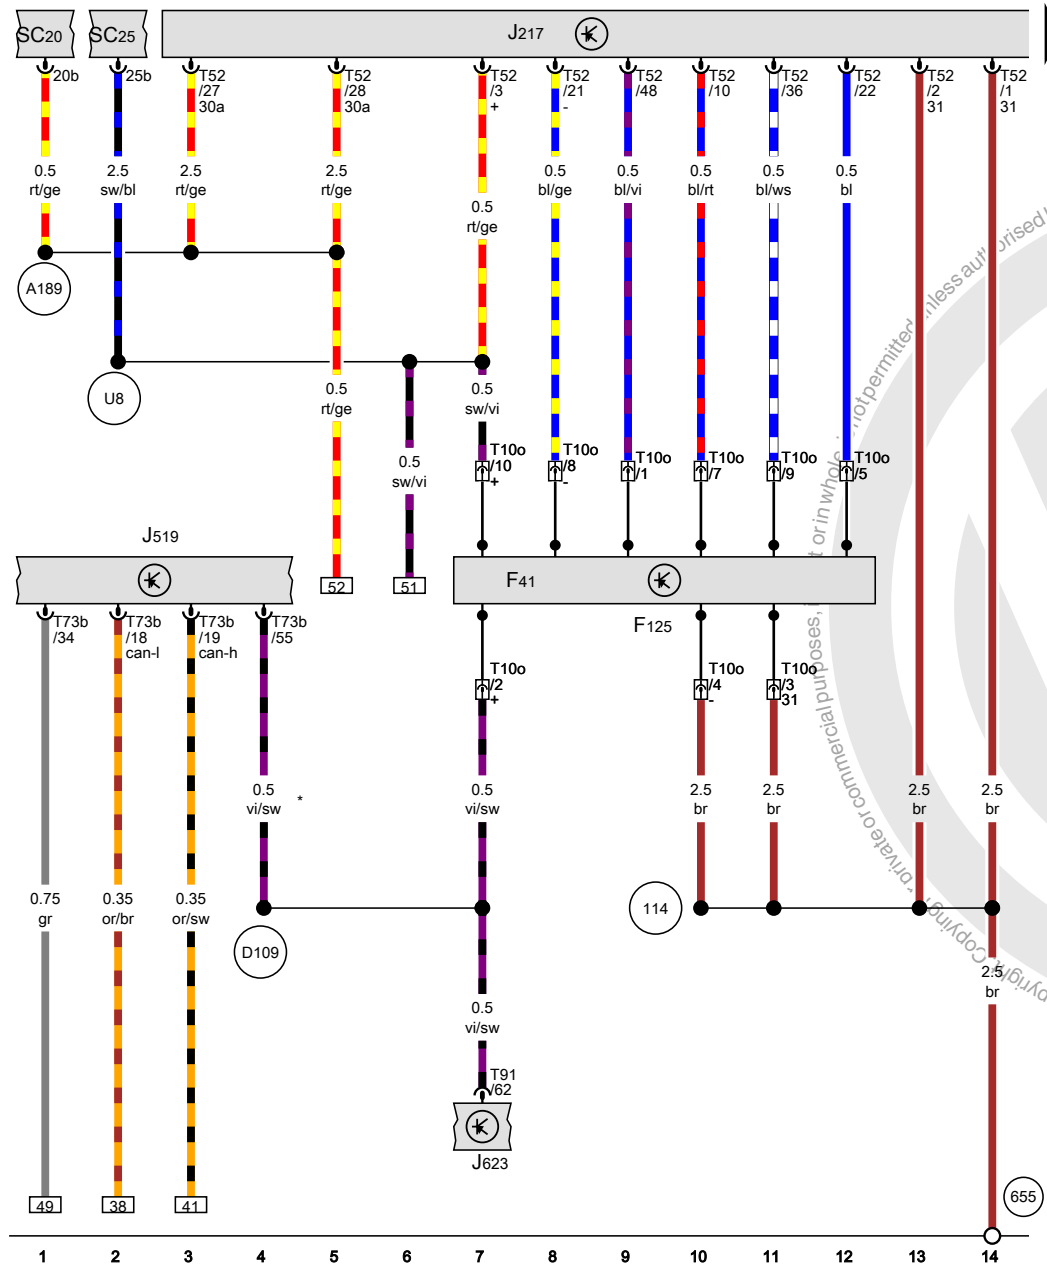 SC20
SC25
J217
20b
25b
T52
/27
30a
T52
/28
30a
T52
/3
+
T52
/21
-
T52
/48
T52
/10
T52
/36
T52
/22
T52
/2
31
T52
/1
31
0.5
rt/ge
2.5
sw/bl
2.5
rt/ge
2.5
rt/ge
0.5
rt/ge
0.5
bl/ge
0.5
bl/vi
0.5
bl/rt
0.5
bl/ws
0.5
bl
A189
U8
0.5
rt/ge
0.5
sw/vi
0.5
sw/vi
T10o
/10
+
T10o
/8
-
T10o
/1
T10o
/7
T10o
/9
T10o
/5
J519
52
51
F41
F125
T73b
/34
T73b
/18
can-l
T73b
/19
can-h
T73b
/55
T10o
/2
+
T10o
/4
-
T10o
/3
31
0.5
vi/sw
*
0.5
vi/sw
2.5
br
2.5
br
2.5
br
2.5
br
0.75
gr
0.35
or/br
0.35
or/sw
114
D109
2.5
br
0.5
vi/sw
T91
/62
J623
49
38
41
655
1 2 3 4 5 6 7 8 9 10 11 12 13 14